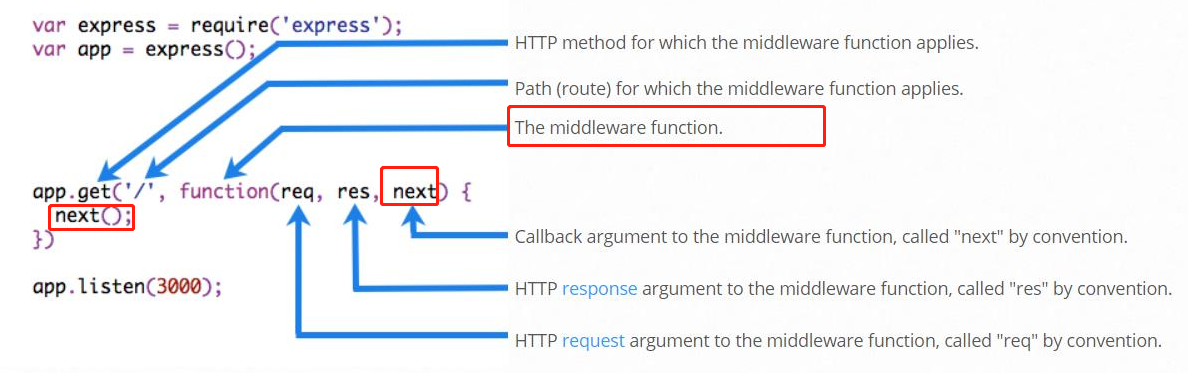 var express = require('express');
var app = express();
HTTP method for which the middleware function applies.
Path (route) for which the middleware function applies.
The middleware function.
app.get('/', function(req, res, next) {
next();
})
Callback argument to the middleware function, called "next" by convention.
app.listen(3000);
HTTP response argument to the middleware function, called "res" by convention.
HTTP request argument to the middleware function, called "req" by convention.